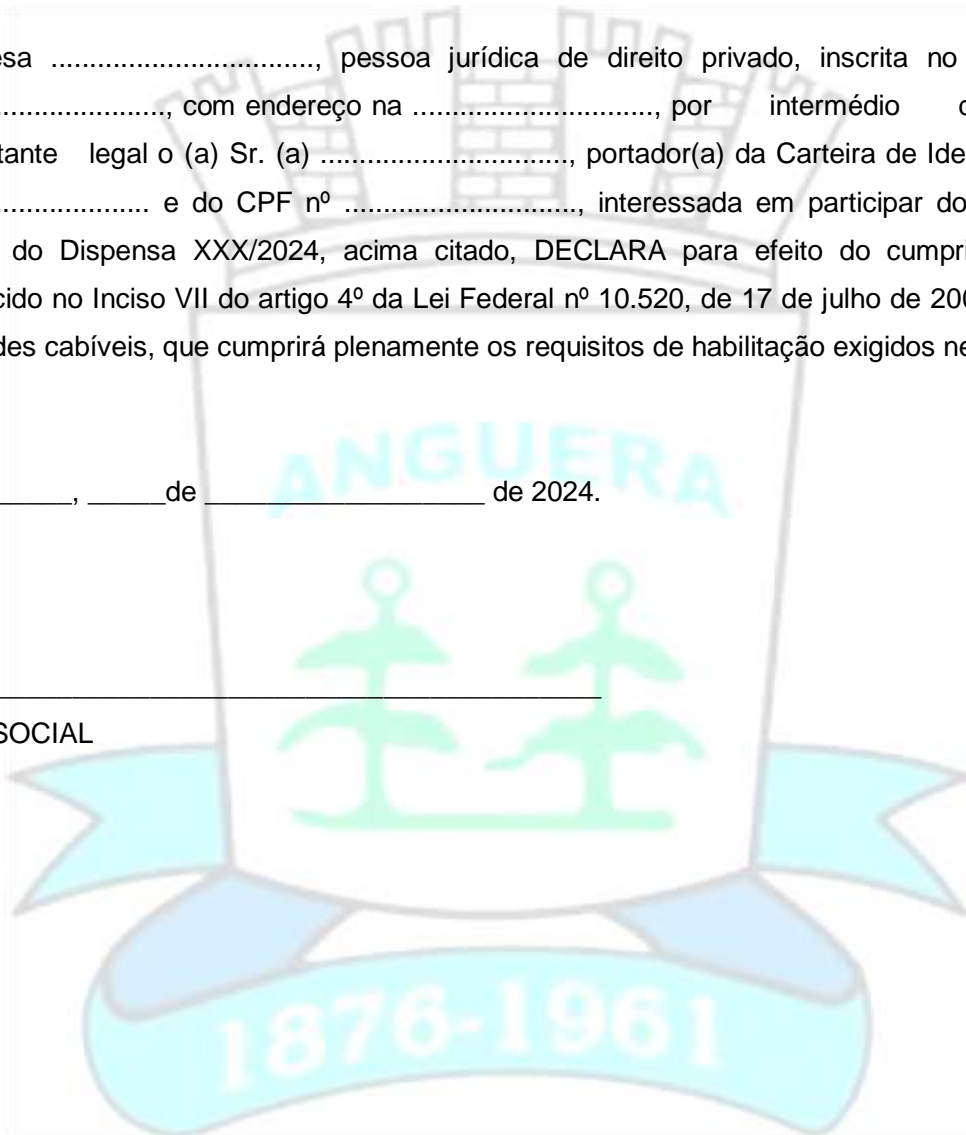 esa .................................., pessoa jurídica de direito privado, inscrita no
......................, com endereço na ..............................., por intermédio
tante legal o (a) Sr. (a) ................................, portador(a) da Carteira de Ide
.................... e do CPF nº .............................., interessada em participar do
do Dispensa XXX/2024, acima citado, DECLARA para efeito do cumpri
cido no Inciso VII do artigo 4º da Lei Federal nº 10.520, de 17 de julho de 200
des cabíveis, que cumprirá plenamente os requisitos de habilitação exigidos ne
ANGUERA
_____, _____de __________________ de 2024.
_______________________________________
SOCIAL
1876-1961